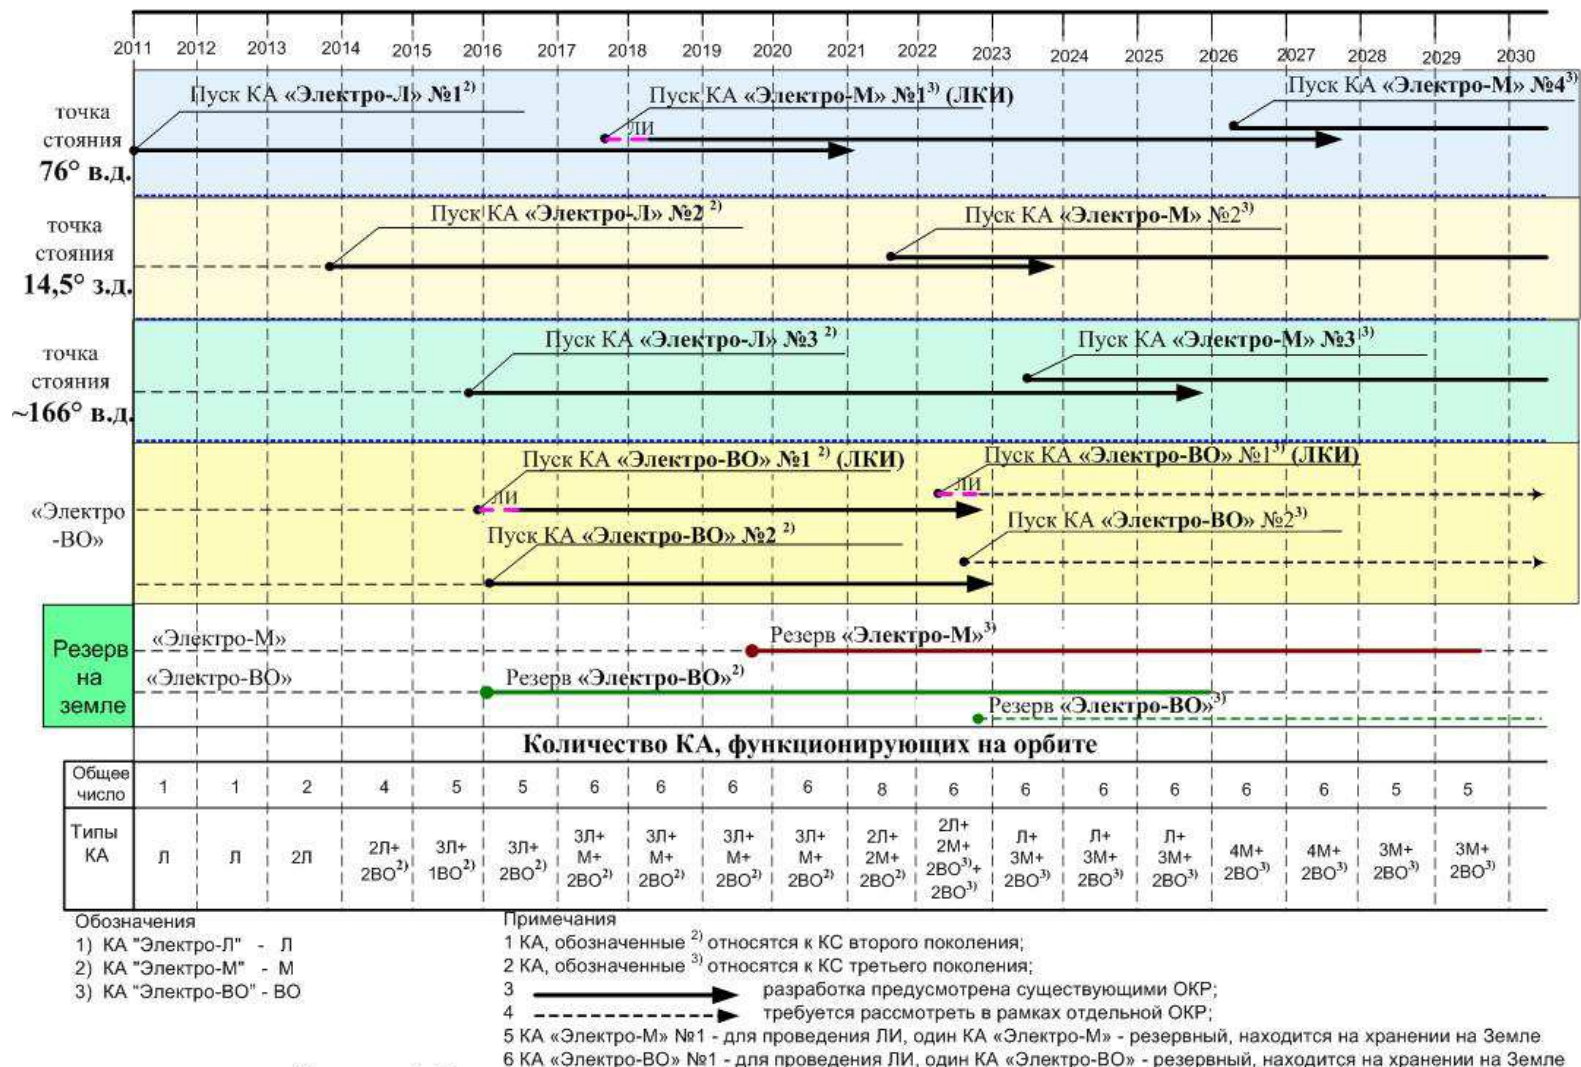 2011 2012 2013 2014 2015 2016 2017 2018 2019 2020 2021 2022 2023 2024 2025 2026 2027 2028 2029 2030
точка
стояния
76° в.д.
Пуск КА «Электро-Л» №1²⁾
Пуск КА «Электро-М» №1³⁾ (ЛКИ)
Пуск КА «Электро-М» №4³⁾
ЛИ
точка
стояния
14,5° з.д.
Пуск КА «Электро-Л» №2 ²⁾
Пуск КА «Электро-М» №2³⁾
точка
стояния
~166° в.д.
Пуск КА «Электро-Л» №3 ²⁾
Пуск КА «Электро-М» №3³⁾
«Электро
-ВО»
Пуск КА «Электро-ВО» №1 ²⁾ (ЛКИ)
Пуск КА «Электро-ВО» №1³⁾ (ЛКИ)
ЛИ
ЛИ
Пуск КА «Электро-ВО» №2 ²⁾
Пуск КА «Электро-ВО» №2³⁾
Резерв
на
земле
«Электро-М»
Резерв «Электро-М»³⁾
«Электро-ВО»
Резерв «Электро-ВО»²⁾
Резерв «Электро-ВО»³⁾
Количество КА, функционирующих на орбите
Общее
число
1 1 2 4 5 5 6 6 6 6 8 6 6 6 6 6 6 5 5
Типы
КА
Л
Л
2Л
2Л+
2ВО²⁾
3Л+
1ВО²⁾
3Л+
2ВО²⁾
3Л+
М+
2ВО²⁾
3Л+
М+
2ВО²⁾
3Л+
М+
2ВО²⁾
3Л+
М+
2ВО²⁾
2Л+
2М+
2ВО²⁾
2Л+
2М+
2ВО³⁾+
2ВО³⁾
Л+
3М+
2ВО³⁾
Л+
3М+
2ВО³⁾
Л+
3М+
2ВО³⁾
4М+
2ВО³⁾
4М+
2ВО³⁾
3М+
2ВО³⁾
3М+
2ВО³⁾
Обозначения
1) КА "Электро-Л" - Л
2) КА "Электро-М" - М
3) КА "Электро-ВО" - ВО
Примечания
1 КА, обозначенные ²⁾ относятся к КС второго поколения;
2 КА, обозначенные ³⁾ относятся к КС третьего поколения;
3 разработка предусмотрена существующими ОКР;
4 требуется рассмотреть в рамках отдельной ОКР;
5 КА «Электро-М» №1 - для проведения ЛИ, один КА «Электро-М» - резервный, находится на хранении на Земле
6 КА «Электро-ВО» №1 - для проведения ЛИ, один КА «Электро-ВО» - резервный, находится на хранении на Земле